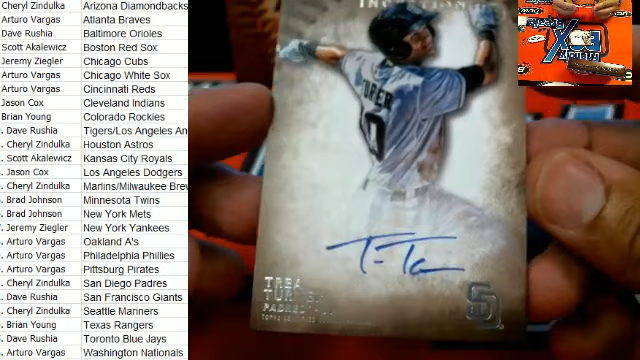 Cheryl Zindulka Arizona Diamondbacks
Arturo Vargas Atlanta Braves
Dave Rushia Baltimore Orioles
Scott Akalewicz Boston Red Sox
Jeremy Ziegler Chicago Cubs
Arturo Vargas Chicago White Sox
Arturo Vargas Cincinnati Reds
Jason Cox Cleveland Indians
Brian Young Colorado Rockies
Dave Rushia Tigers/Los Angeles An
Cheryl Zindulka Houston Astros
Scott Akalewicz Kansas City Royals
Jason Cox Los Angeles Dodgers
Cheryl Zindulka Marlins/Milwaukee Brew
Brad Johnson Minnesota Twins
Brad Johnson New York Mets
Jeremy Ziegler New York Yankees
Arturo Vargas Oakland A's
Arturo Vargas Philadelphia Phillies
Arturo Vargas Pittsburg Pirates
Cheryl Zindulka San Diego Padres
Dave Rushia San Francisco Giants
Cheryl Zindulka Seattle Mariners
Brian Young Texas Rangers
Dave Rushia Toronto Blue Jays
Arturo Vargas Washington Nationals
TREA
TURNER
PADRES
SD